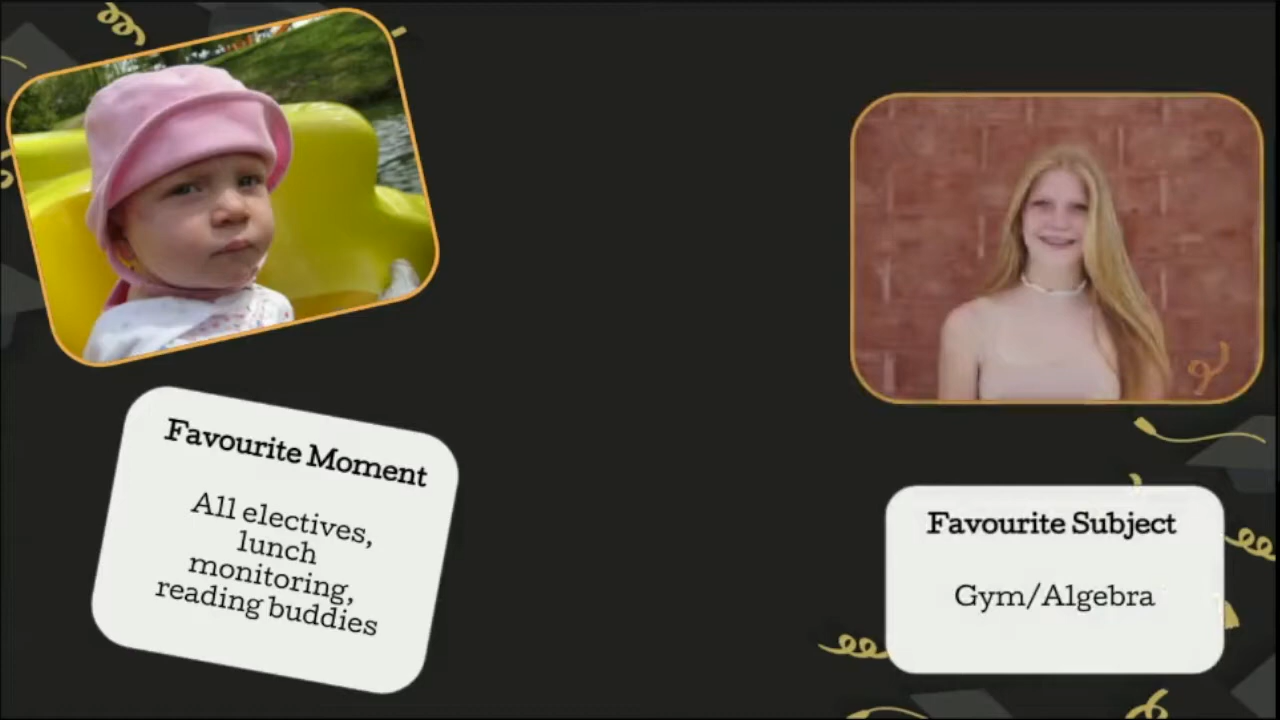 Favourite Moment
All electives,
lunch
monitoring,
reading buddies
Favourite Subject
Gym/Algebra